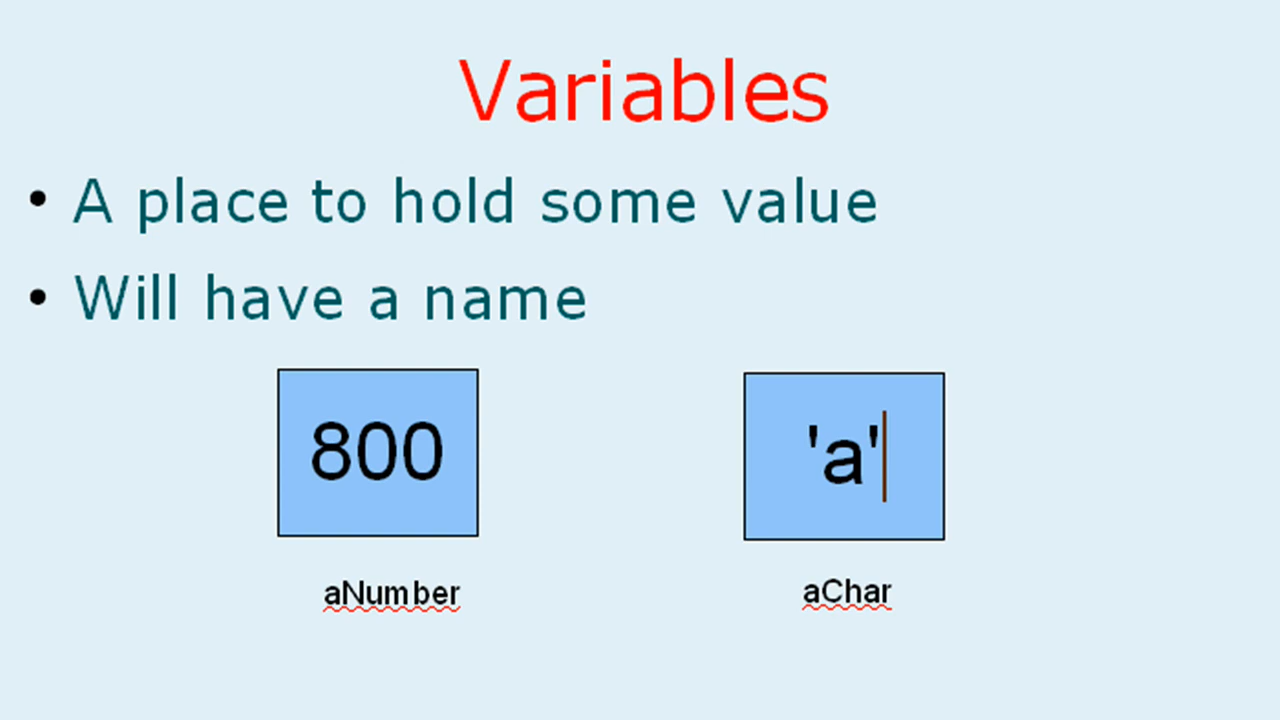 Variables
• A place to hold some value
• Will have a name
800
'a'
aNumber
aChar